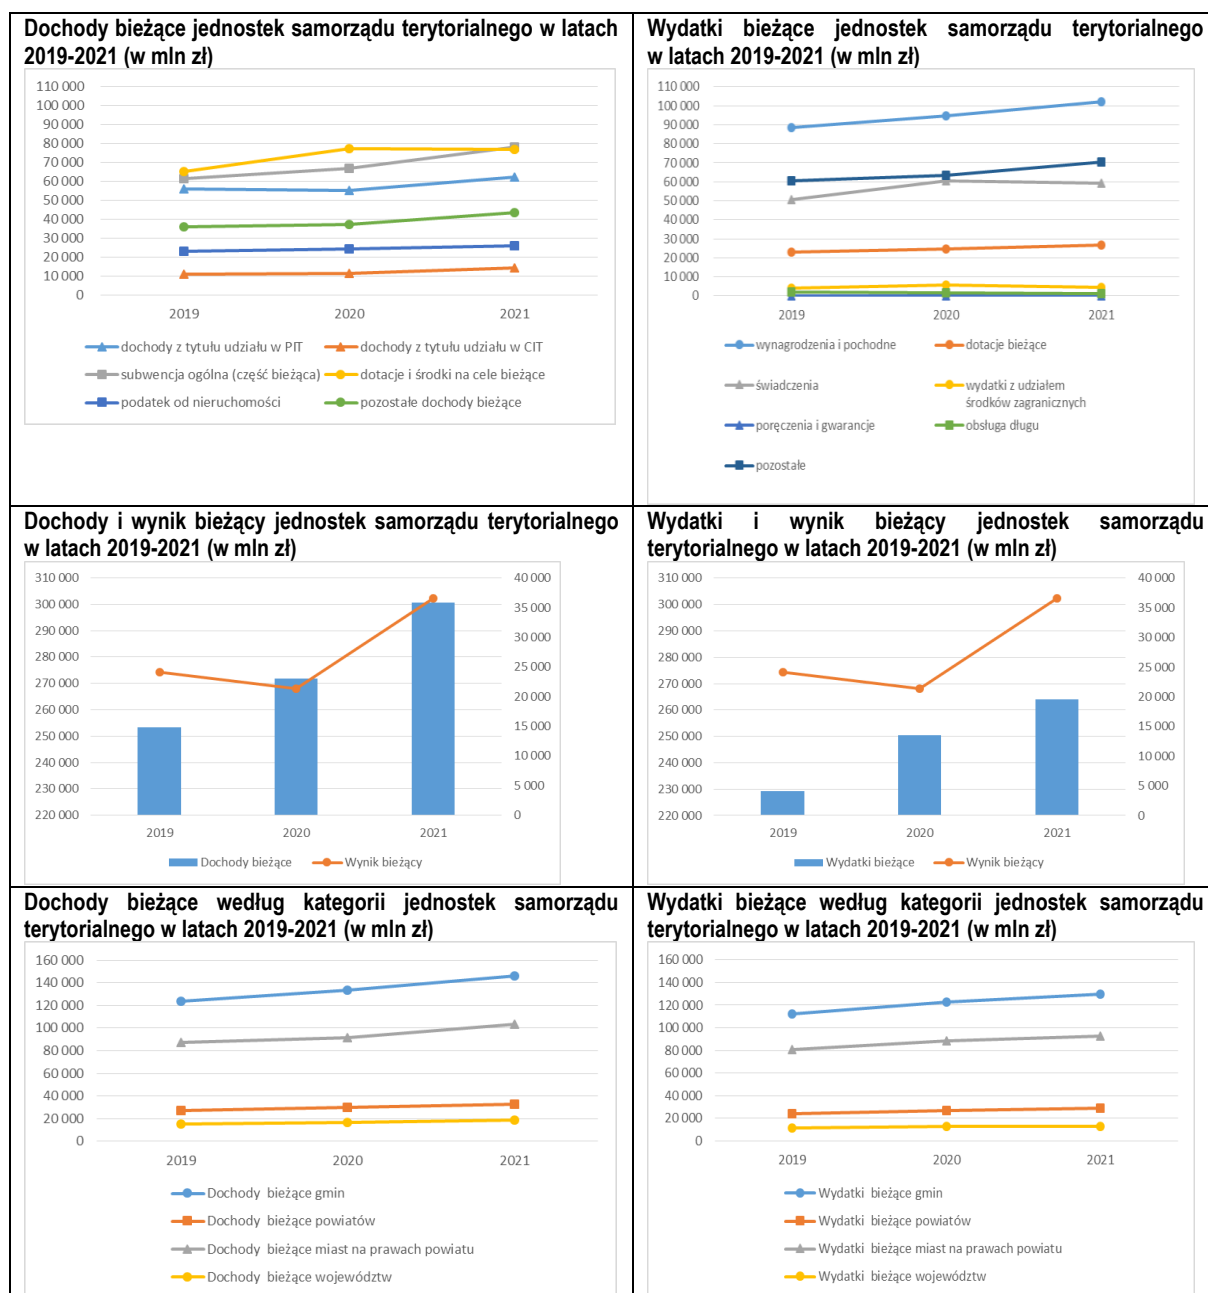 Dochody bieżące jednostek samorządu terytorialnego w latach
2019-2021 (w mln zł)
110 000
100 000
90 000
80 000
70 000
60 000
50 000
40 000
30 000
20 000
10 000
0
2019 2020 2021
dochody z tytułu udziału w PIT dochody z tytułu udziału w CIT
subwencja ogólna (część bieżąca) dotacje i środki na cele bieżące
podatek od nieruchomości pozostałe dochody bieżące
Wydatki bieżące jednostek samorządu terytorialnego
w latach 2019-2021 (w mln zł)
110 000
100 000
90 000
80 000
70 000
60 000
50 000
40 000
30 000
20 000
10 000
0
2019 2020 2021
wynagrodzenia i pochodne dotacje bieżące
świadczenia wydatki z udziałem
środków zagranicznych
poręczenia i gwarancje obsługa długu
pozostałe
Dochody i wynik bieżący jednostek samorządu terytorialnego
w latach 2019-2021 (w mln zł)
310 000 40 000
300 000 35 000
290 000 30 000
280 000 25 000
270 000 20 000
260 000 15 000
250 000 10 000
240 000 5 000
230 000 0
220 000
2019 2020 2021
Dochody bieżące Wynik bieżący
Wydatki i wynik bieżący jednostek samorządu
terytorialnego w latach 2019-2021 (w mln zł)
310 000 40 000
300 000 35 000
290 000 30 000
280 000 25 000
270 000 20 000
260 000 15 000
250 000 10 000
240 000 5 000
230 000 0
220 000
2019 2020 2021
Wydatki bieżące Wynik bieżący
Dochody bieżące według kategorii jednostek samorządu
terytorialnego w latach 2019-2021 (w mln zł)
160 000
140 000
120 000
100 000
80 000
60 000
40 000
20 000
0
2019 2020 2021
Dochody bieżące gmin
Dochody bieżące powiatów
Dochody bieżące miast na prawach powiatu
Dochody bieżące województw
Wydatki bieżące według kategorii jednostek samorządu
terytorialnego w latach 2019-2021 (w mln zł)
160 000
140 000
120 000
100 000
80 000
60 000
40 000
20 000
0
2019 2020 2021
Wydatki bieżące gmin
Wydatki bieżące powiatów
Wydatki bieżące miast na prawach powiatu
Wydatki bieżące województw